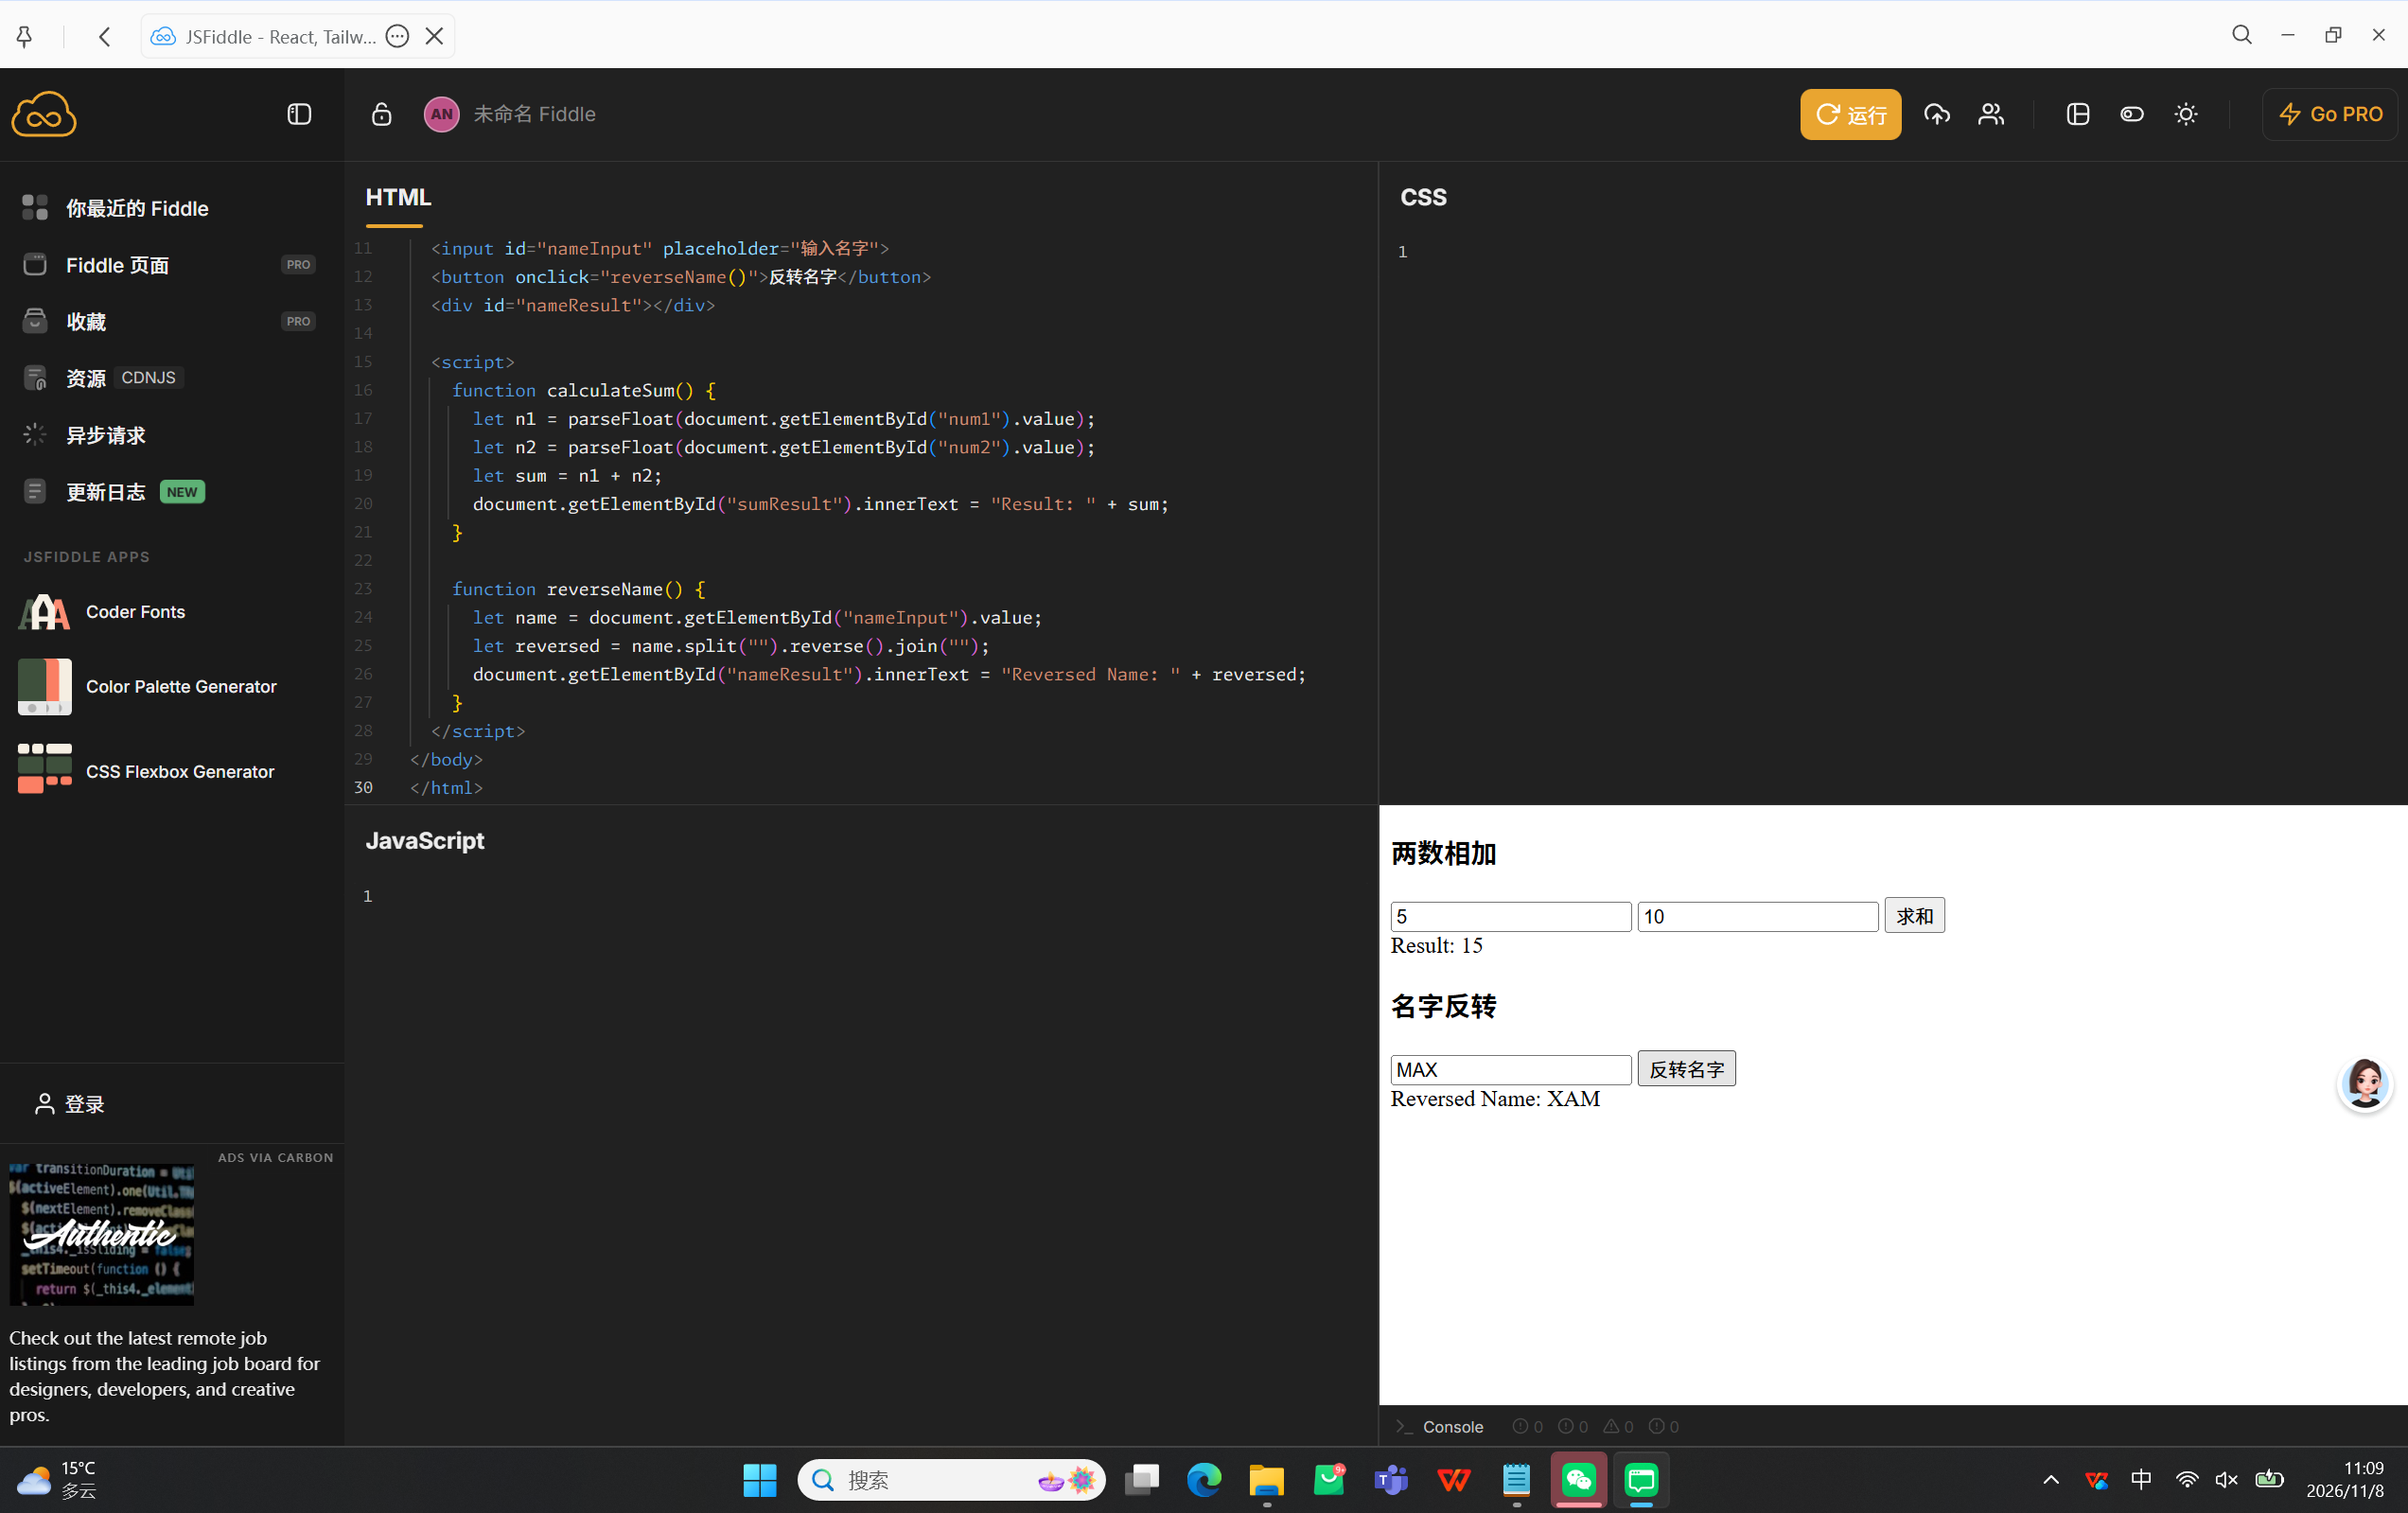 JSFiddle - React, Tailw...
未命名 Fiddle
AN
运行
Go PRO
你最近的 Fiddle
Fiddle 页面
PRO
收藏
PRO
资源
CDNJS
异步请求
更新日志
NEW
JSFIDDLE APPS
Coder Fonts
Color Palette Generator
CSS Flexbox Generator
登录
ADS VIA CARBON
Authentic
setTimeout(function () {
Check out the latest remote job
listings from the leading job board for
designers, developers, and creative
pros.
HTML
11 <input id="nameInput" placeholder="输入名字">
12 <button onclick="reverseName()">反转名字</button>
13 <div id="nameResult"></div>
14
15 <script>
16 function calculateSum() {
17 let n1 = parseFloat(document.getElementById("num1").value);
18 let n2 = parseFloat(document.getElementById("num2").value);
19 let sum = n1 + n2;
20 document.getElementById("sumResult").innerText = "Result: " + sum;
21 }
22
23 function reverseName() {
24 let name = document.getElementById("nameInput").value;
25 let reversed = name.split("").reverse().join("");
26 document.getElementById("nameResult").innerText = "Reversed Name: " + reversed;
27 }
28 </script>
29 </body>
30 </html>
CSS
1
JavaScript
1
两数相加
5 10 求和
Result: 15
名字反转
MAX 反转名字
Reversed Name: XAM
>_ Console 0 0 0 0
15°C
多云
搜索
9+
中
11:09
2026/11/8